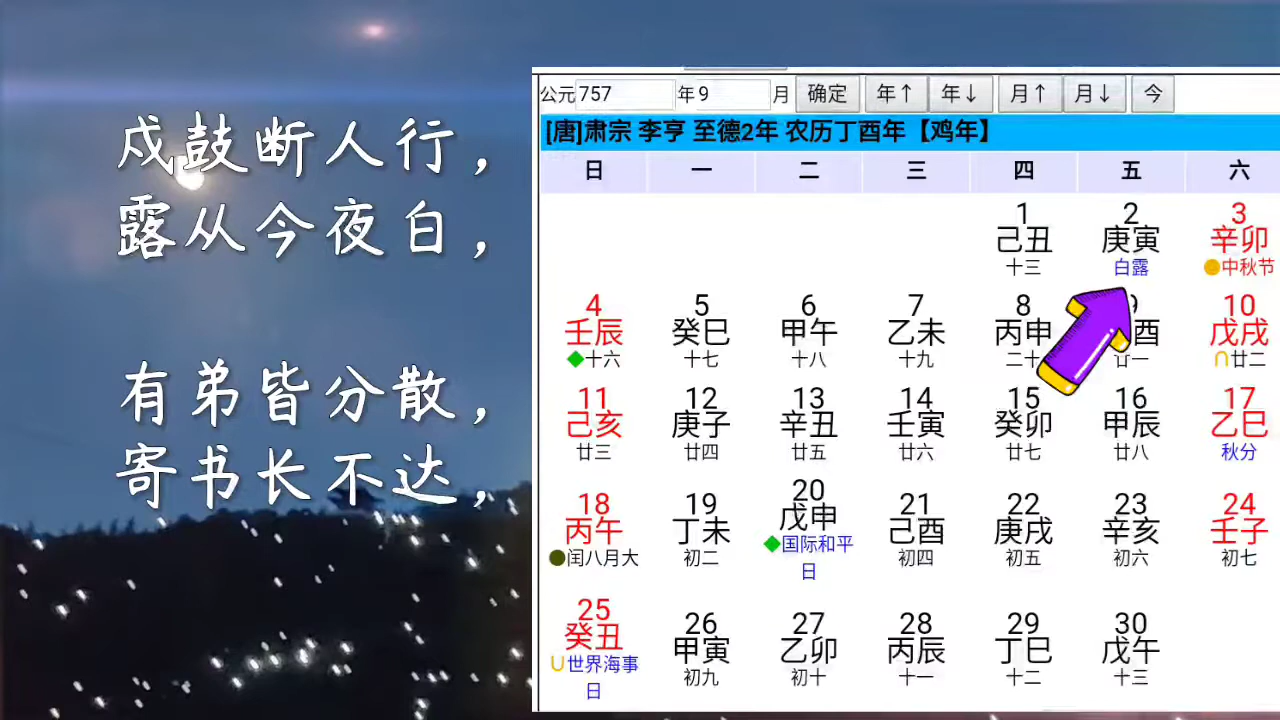 戍鼓断人行，
露从今夜白，
有弟皆分散，
寄书长不达，
公元757 年9 月 确定 年↑ 年↓ 月↑ 月↓ 今
[唐]肃宗 李亨 至德2年 农历丁酉年【鸡年】
日 一 二 三 四 五 六
1 2 3
己丑 庚寅 辛卯
十三 白露 中秋节
4 5 6 7 8 9 10
壬辰 癸巳 甲午 乙未 丙申 酉 戊戌
十六 十七 十八 十九 二十 廿一 廿二
11 12 13 14 15 16 17
己亥 庚子 辛丑 壬寅 癸卯 甲辰 乙巳
廿三 廿四 廿五 廿六 廿七 廿八 秋分
18 19 20 21 22 23 24
丙午 丁未 戊申 己酉 庚戌 辛亥 壬子
闰八月大 初二 国际和平 初四 初五 初六 初七
日
25 26 27 28 29 30
癸丑 甲寅 乙卯 丙辰 丁巳 戊午
世界海事 初九 初十 十一 十二 十三
日